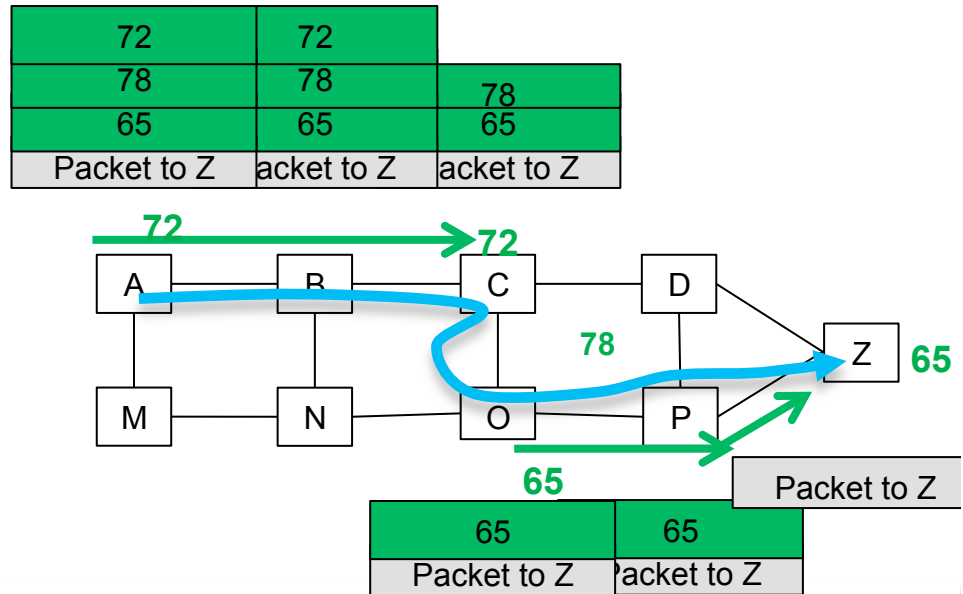 72 72
78 78 78
65 65 65
Packet to Z acket to Z acket to Z
72 72
A B C D
78
Z 65
M N O P
65
Packet to Z
65 65
Packet to Z Packet to Z